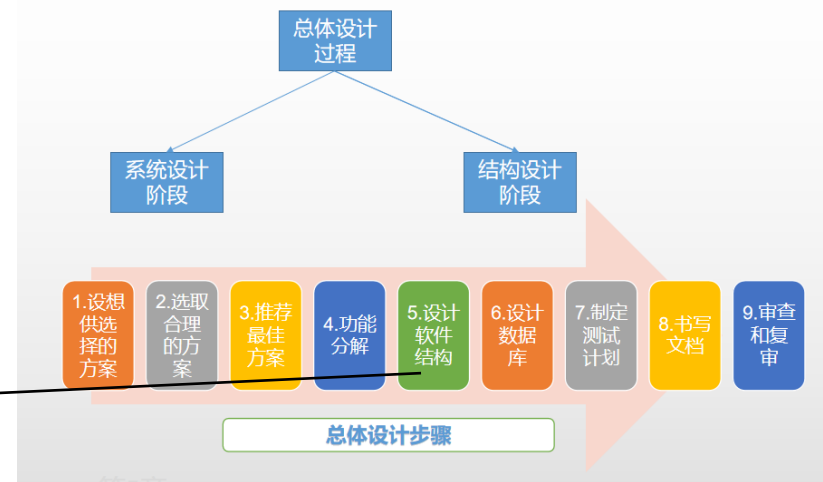 总体设计
过程
系统设计
阶段
结构设计
阶段
1.设想
供选
择的
方案
2.选取
合理
的方
案
3.推荐
最佳
方案
4.功能
分解
5.设计
软件
结构
6.设计
数据
库
7.制定
测试
计划
8.书写
文档
9.审查
和复
审
总体设计步骤